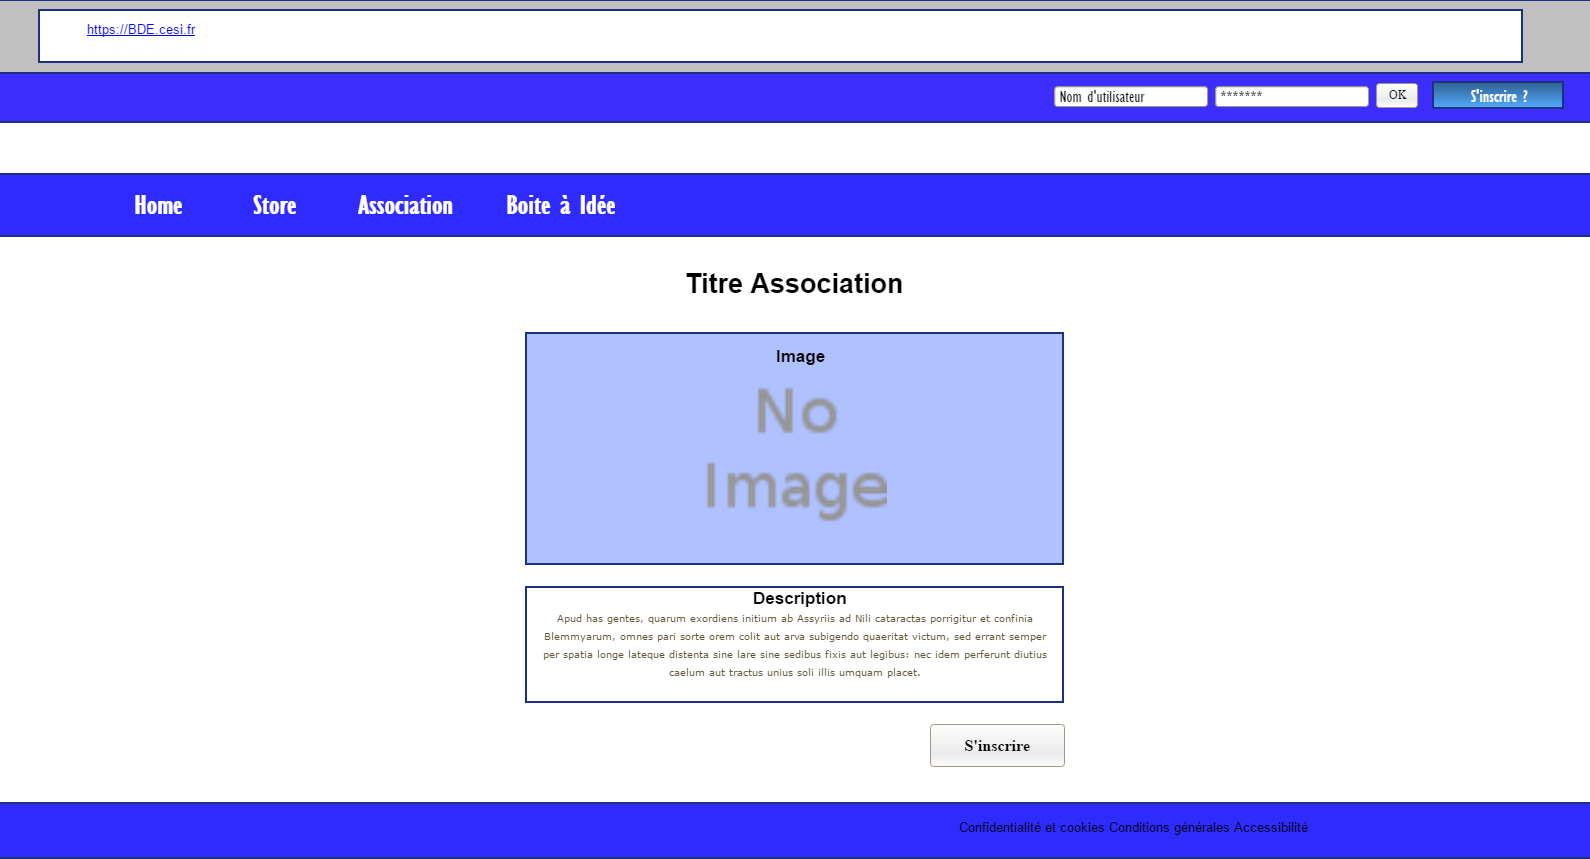 https://BDE.cesi.fr
Nom d'utilisateur ******* OK S'inscrire ?
Home Store Association Boite à Idée
Titre Association
Image
No
Image
Description
Apud has gentes, quarum exordiens initium ab Assyriis ad Nili cataractas porrigitur et confinia
Blemmyarum, omnes pari sorte orem colit aut arva subigendo quaeritat victum, sed errant semper
per spatia longe lateque distenta sine lare sine sedibus fixis aut legibus: nec idem perferunt diutius
caelum aut tractus unius soli illis umquam placet.
S'inscrire
Confidentialité et cookies Conditions générales Accessibilité